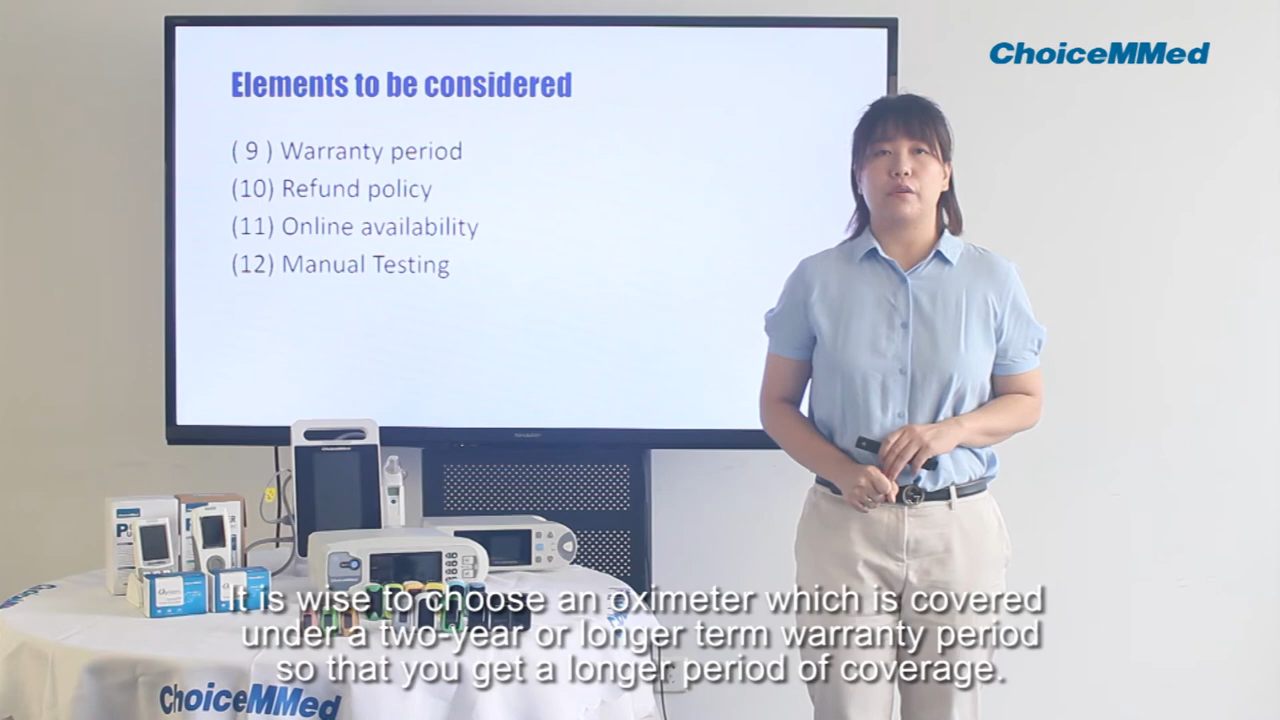 ChoiceMMed
Elements to be considered
( 9 ) Warranty period
(10) Refund policy
(11) Online availability
(12) Manual Testing
It is wise to choose an oximeter which is covered
under a two-year or longer term warranty period
so that you get a longer period of coverage.
ChoiceMMed